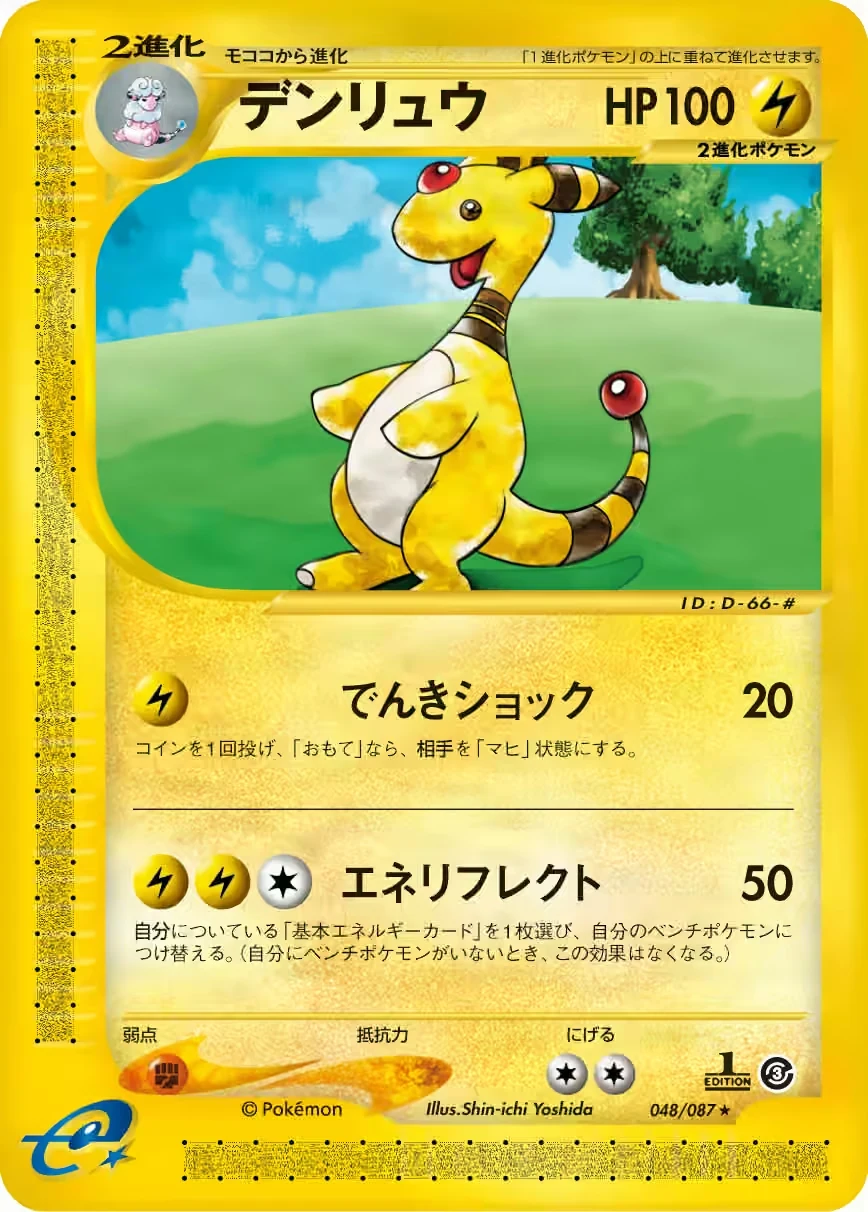 2進化
モココから進化
「1進化ポケモン」の上に重ねて進化させます。
デンリュウ HP100
2進化ポケモン
ID:D-66-#
でんきショック 20
コインを1回投げ、「おもて」なら、相手を「マヒ」状態にする。
エネリフレクト 50
自分についている「基本エネルギーカード」を1枚選び、自分のベンチポケモンに
つけ替える。(自分にベンチポケモンがいないとき、この効果はなくなる。)
弱点 抵抗力 にげる
1
EDITION
3
© Pokémon Illus.Shin-ichi Yoshida 048/087★
e